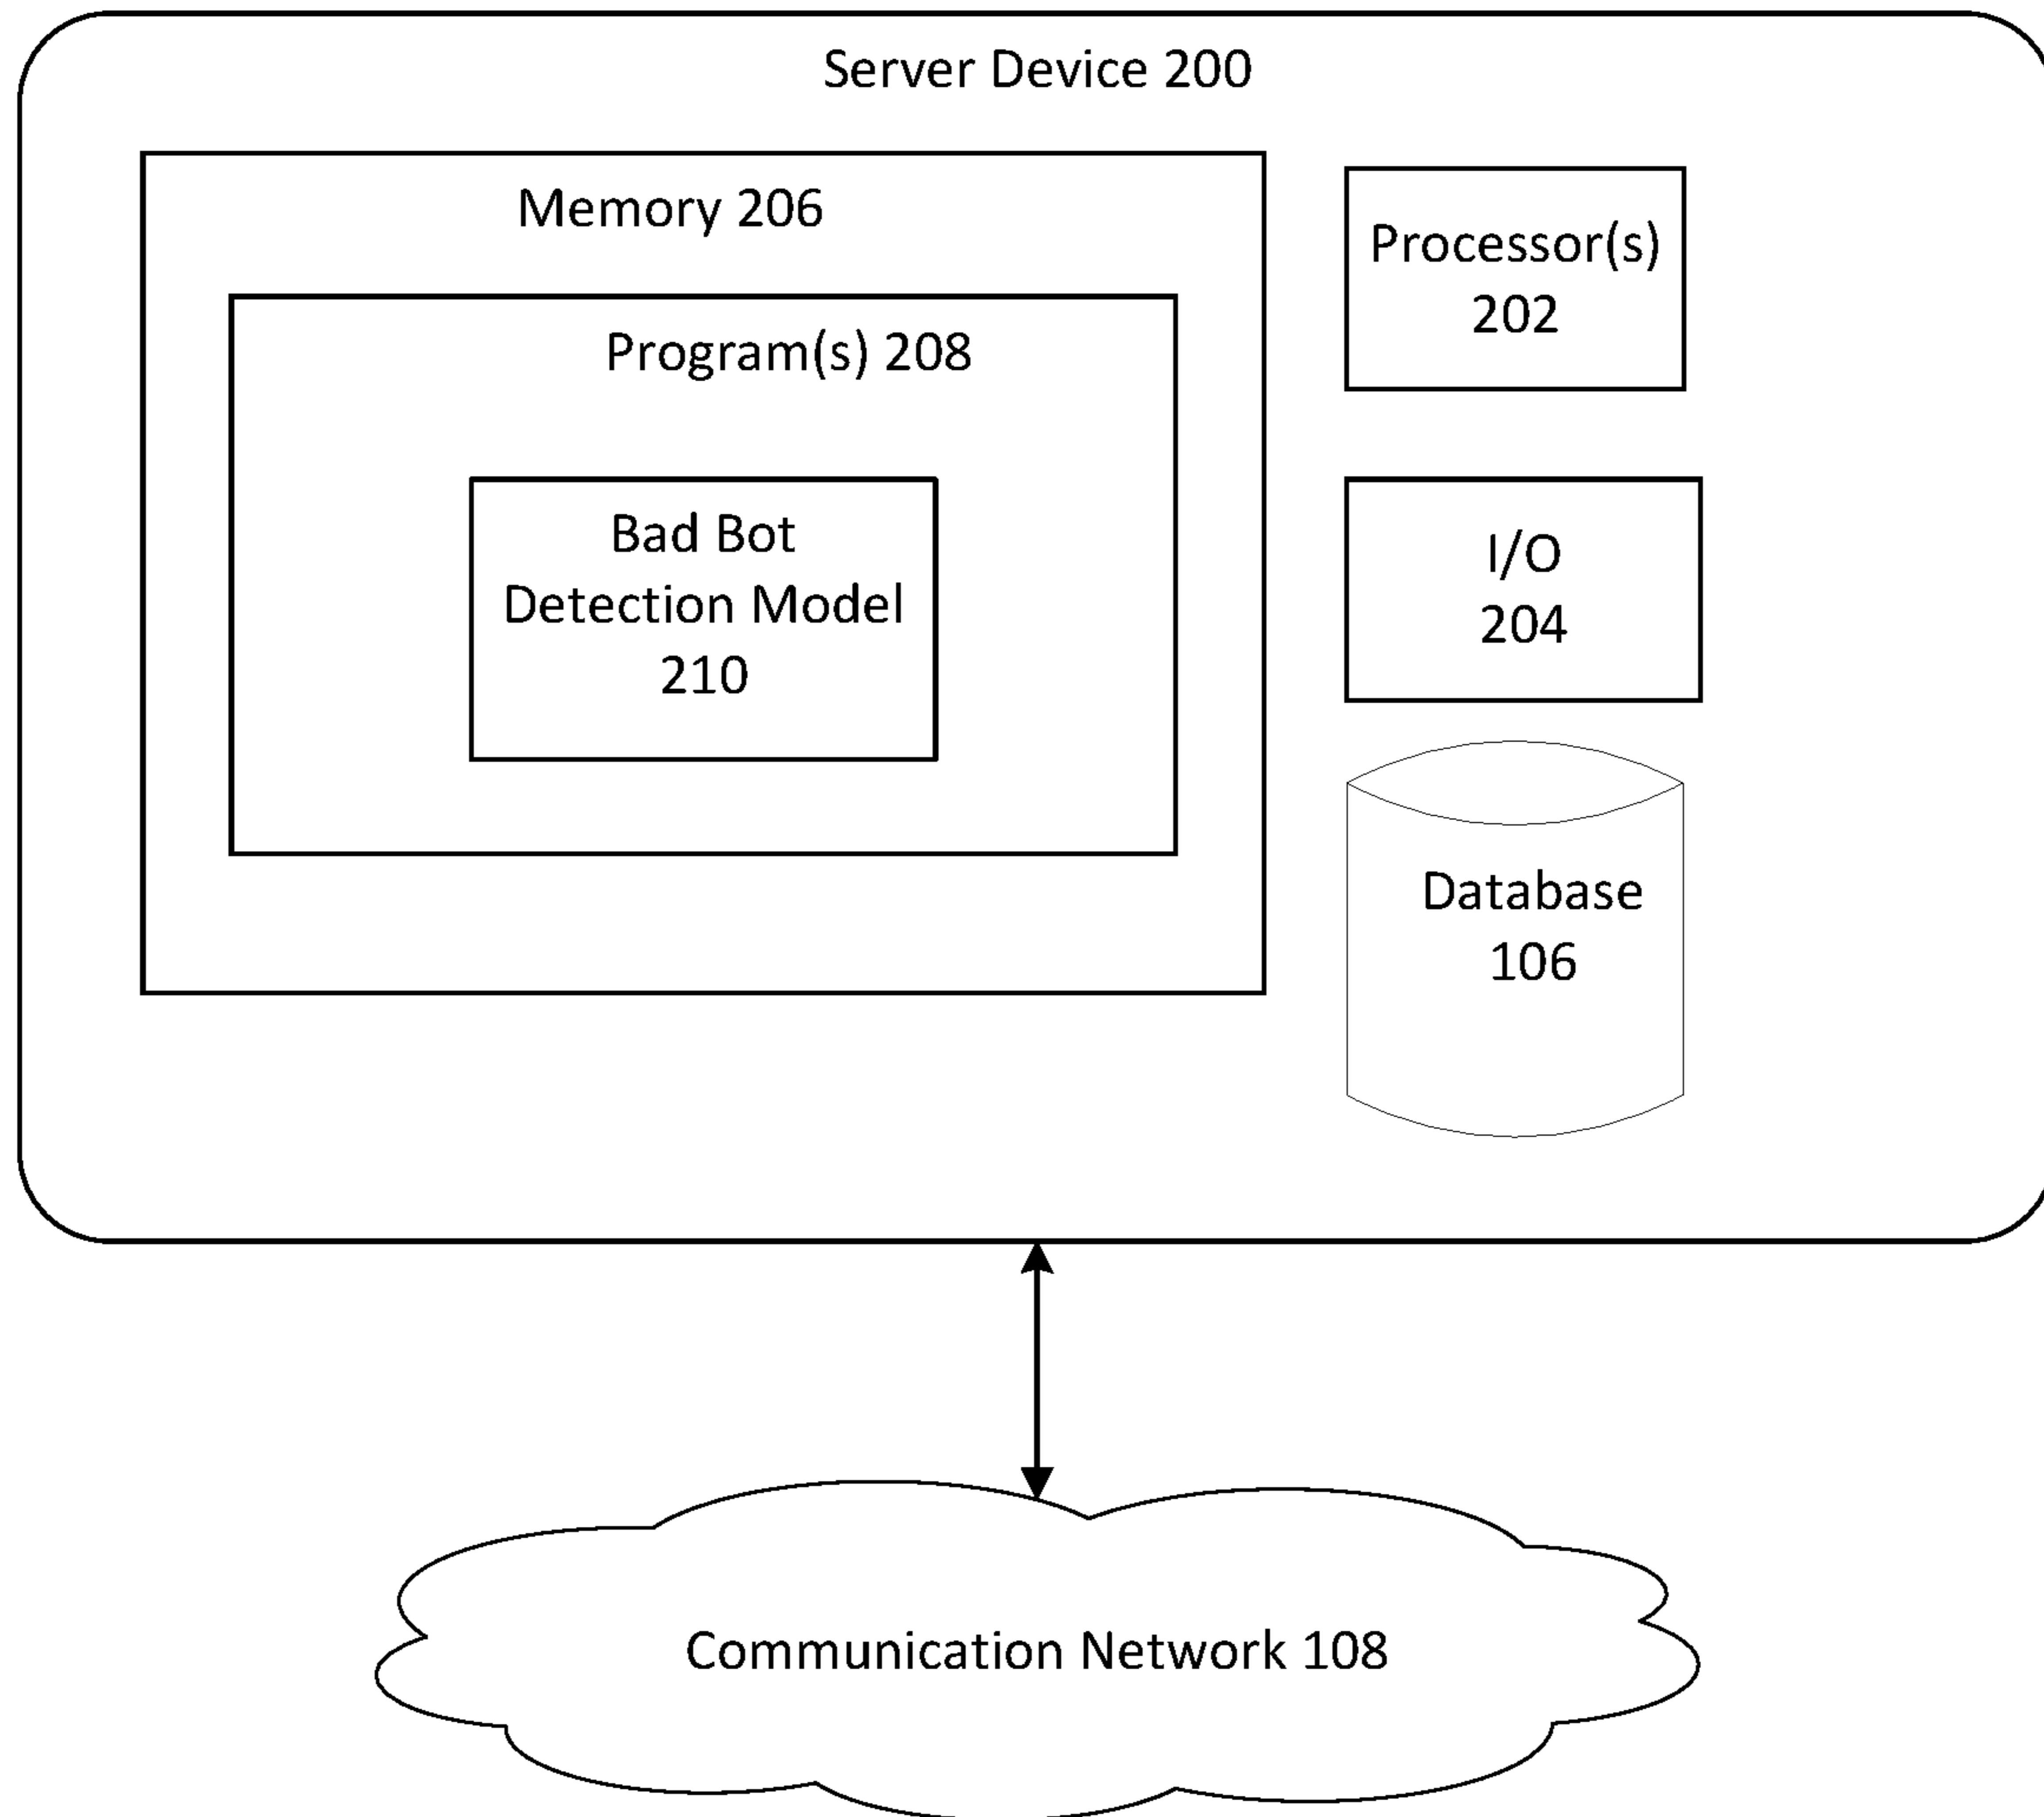 Server Device 200
Memory 206
Program(s) 208
Bad Bot
Detection Model
210
Processor(s)
202
I/O
204
Database
106
Communication Network 108